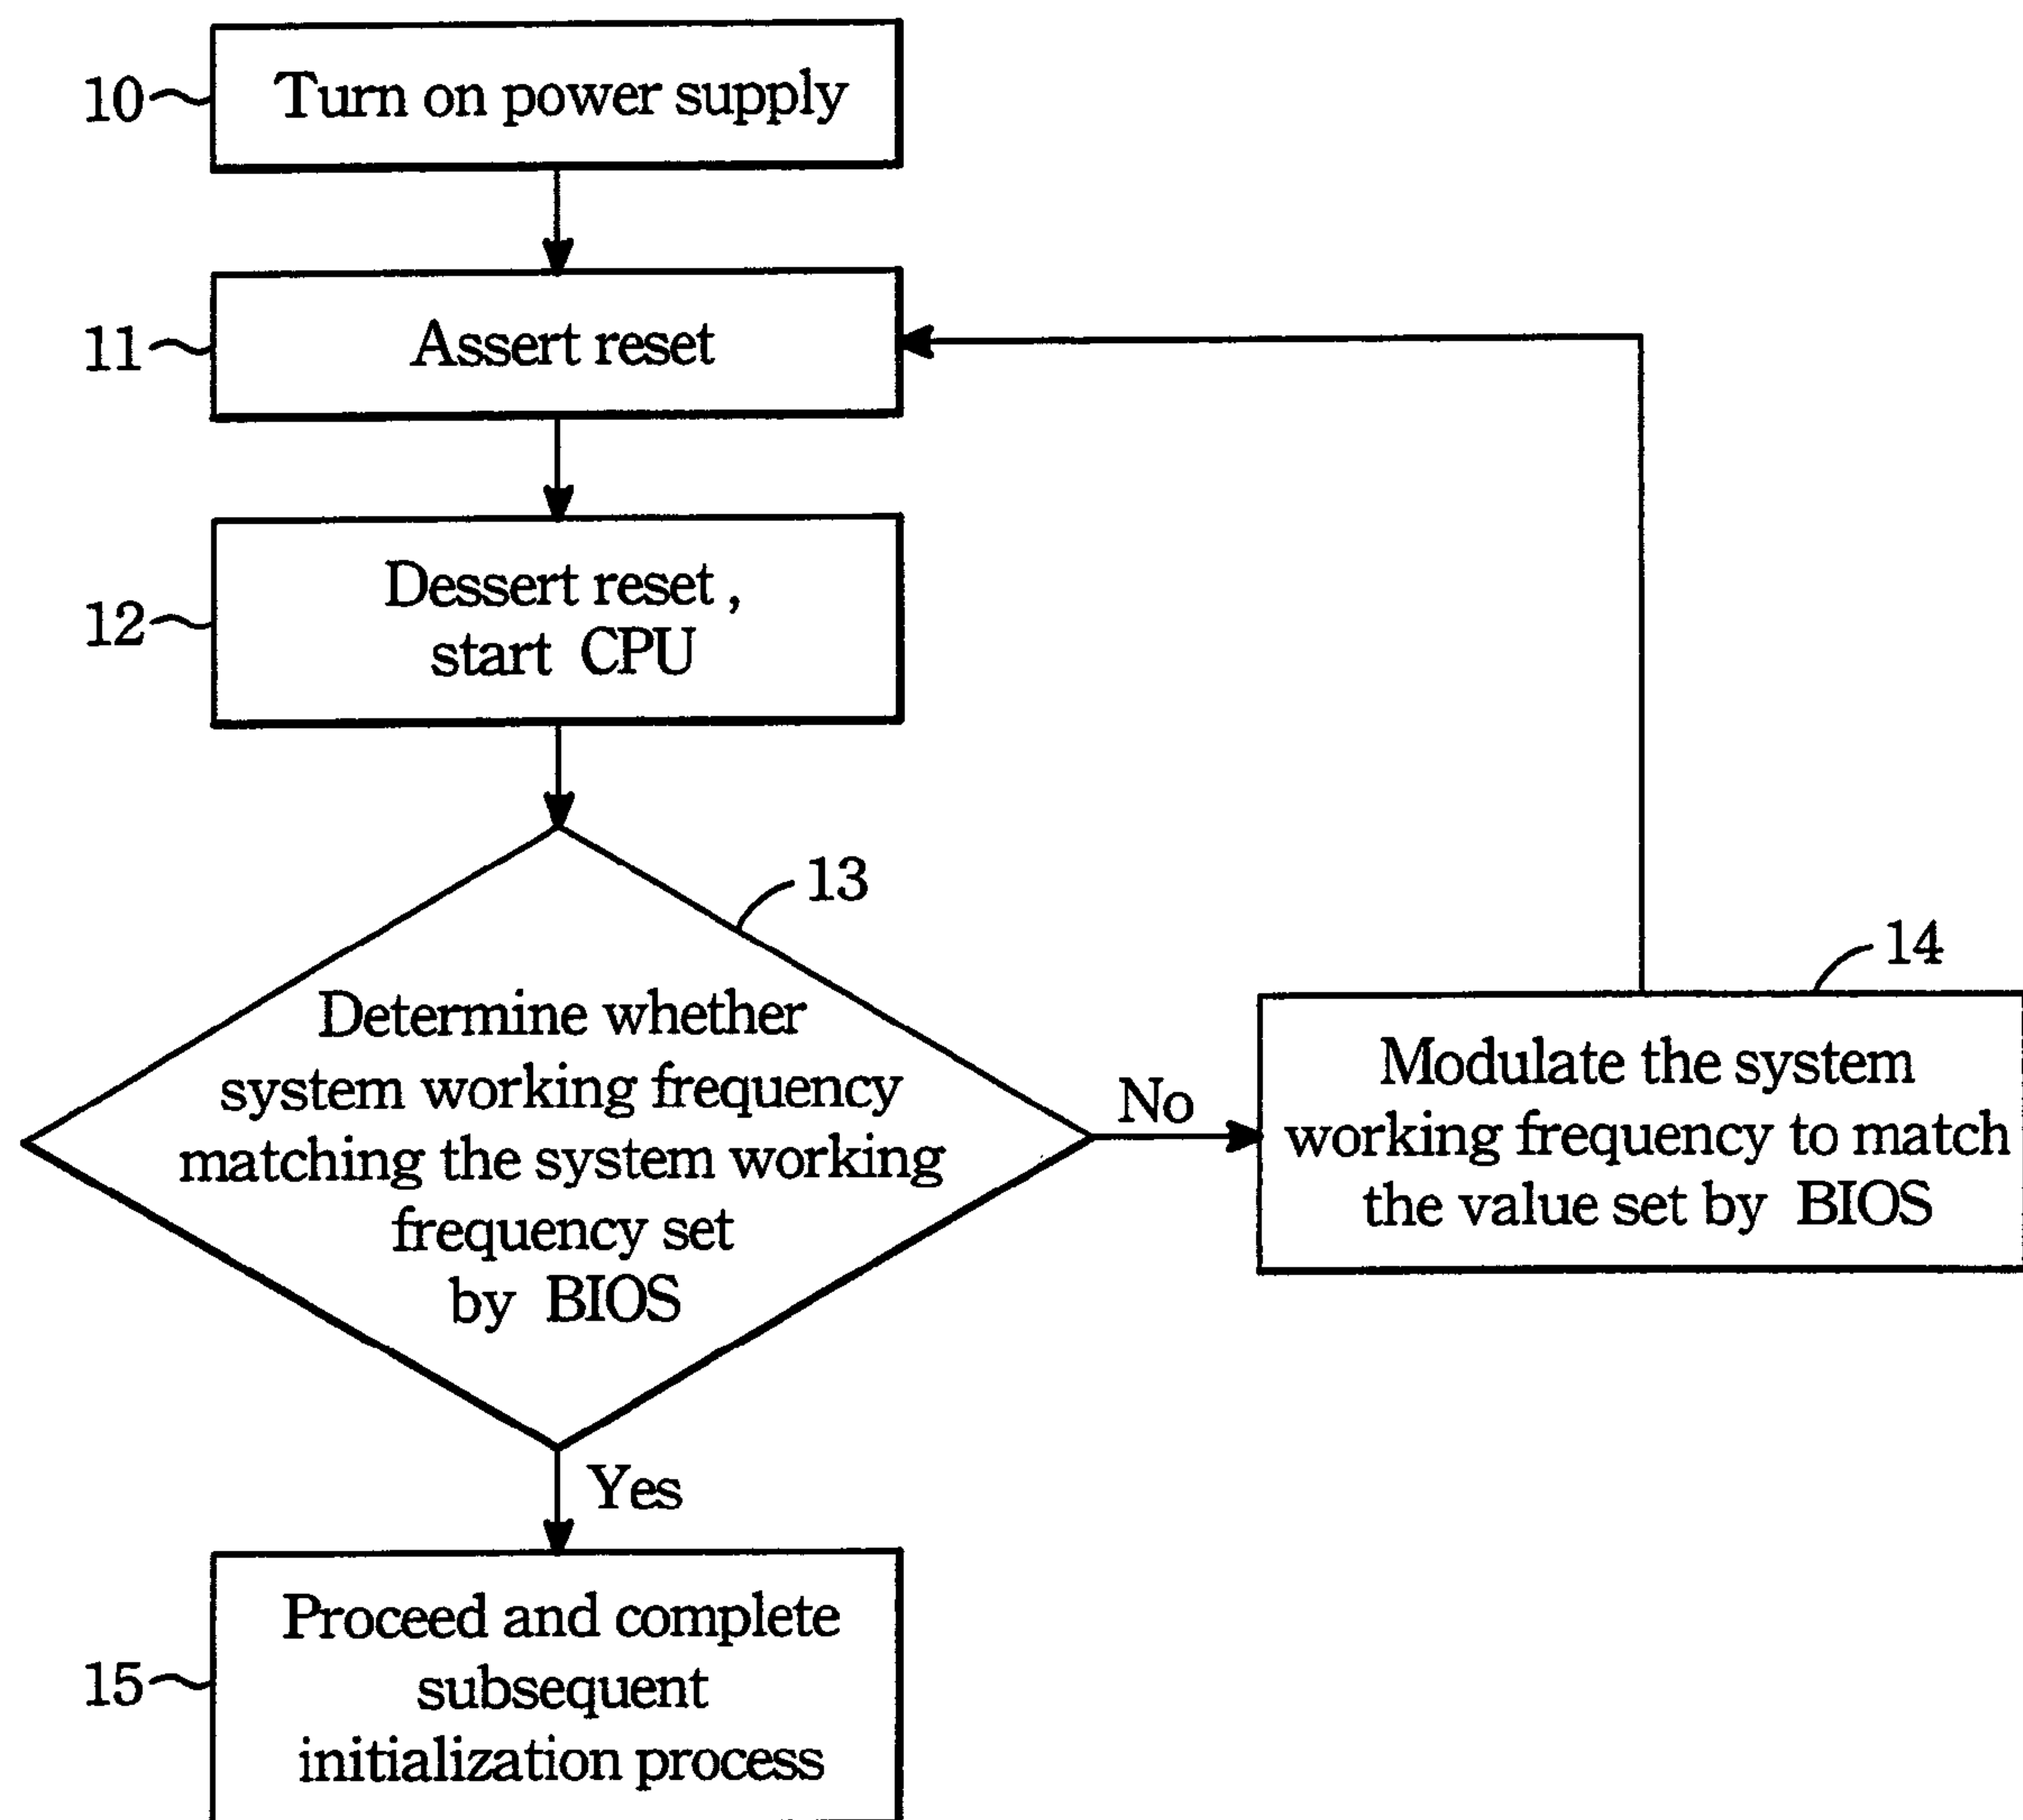 10
Turn on power supply
11
Assert reset
12
Dessert reset ,
start CPU
13
Determine whether
system working frequency
matching the system working
frequency set
by BIOS
No
14
Modulate the system
working frequency to match
the value set by BIOS
Yes
15
Proceed and complete
subsequent
initialization process